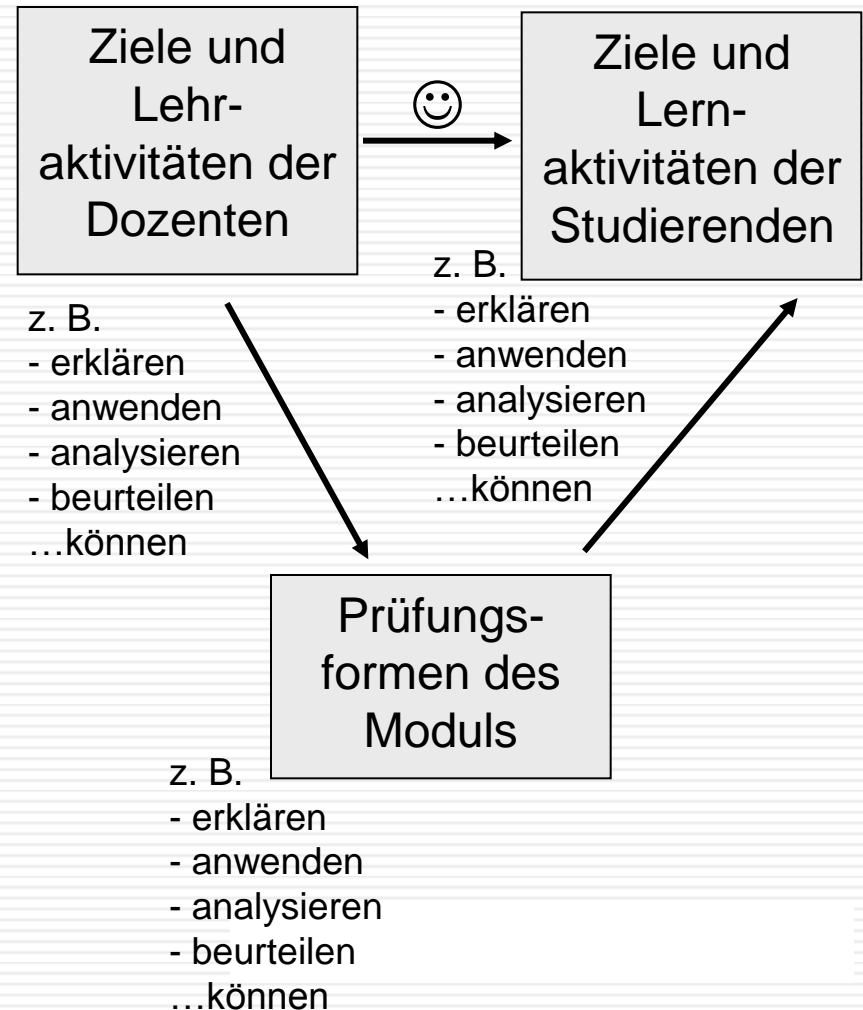 Ziele und
Lehr-
aktivitäten der
Dozenten
Ziele und
Lern-
aktivitäten der
Studierenden
z. B.
- erklären
- anwenden
- analysieren
- beurteilen
…können
z. B.
- erklären
- anwenden
- analysieren
- beurteilen
…können
Prüfungs-
formen des
Moduls
z. B.
- erklären
- anwenden
- analysieren
- beurteilen
…können